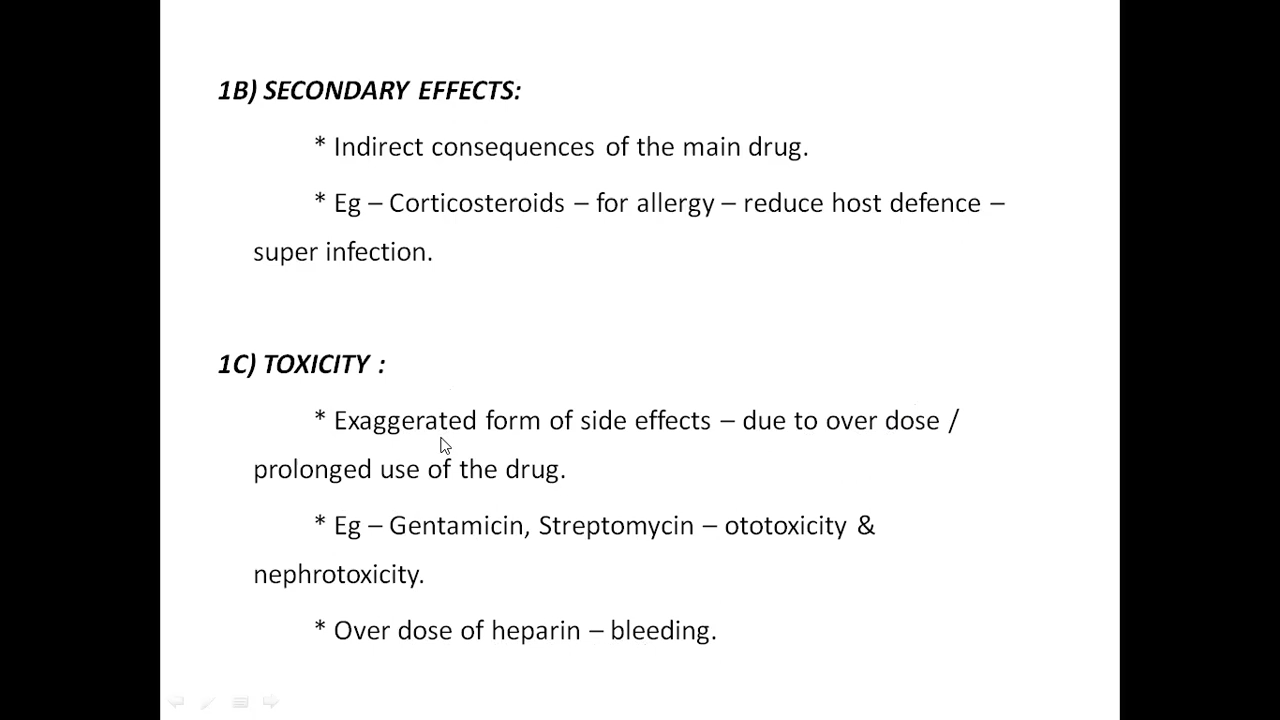 1B) SECONDARY EFFECTS:
* Indirect consequences of the main drug.
* Eg – Corticosteroids – for allergy – reduce host defence –
super infection.
1C) TOXICITY :
* Exaggerated form of side effects – due to over dose /
prolonged use of the drug.
* Eg – Gentamicin, Streptomycin – ototoxicity &
nephrotoxicity.
* Over dose of heparin – bleeding.